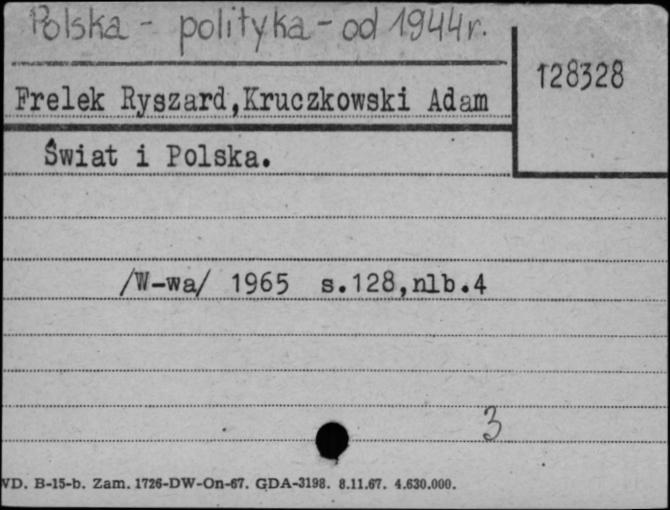 Polska - polityka - od 1944r.
128328
Frelek Ryszard,Kruczkowski Adam
Świat i Polska.
/W-wa/ 1965 s.128,nlb.4
3
VD. B-15-b. Zam. 1726-DW-On-67. GDA-3198. 8.11.67. 4.630.000.